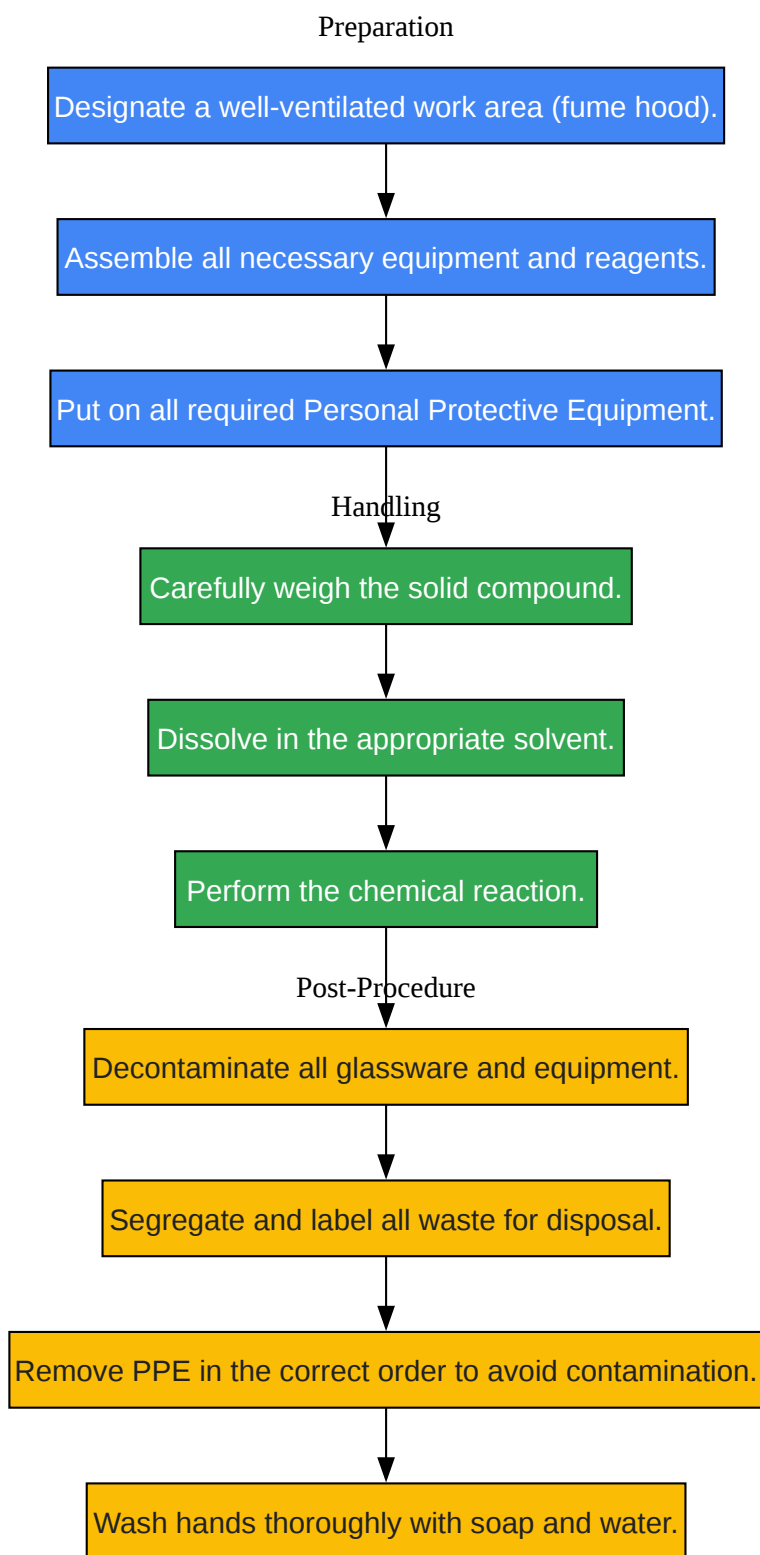 Preparation
Designate a well-ventilated work area (fume hood).
Assemble all necessary equipment and reagents.
Put on all required Personal Protective Equipment.
Handling
Carefully weigh the solid compound.
Dissolve in the appropriate solvent.
Perform the chemical reaction.
Post-Procedure
Decontaminate all glassware and equipment.
Segregate and label all waste for disposal.
Remove PPE in the correct order to avoid contamination.
Wash hands thoroughly with soap and water.